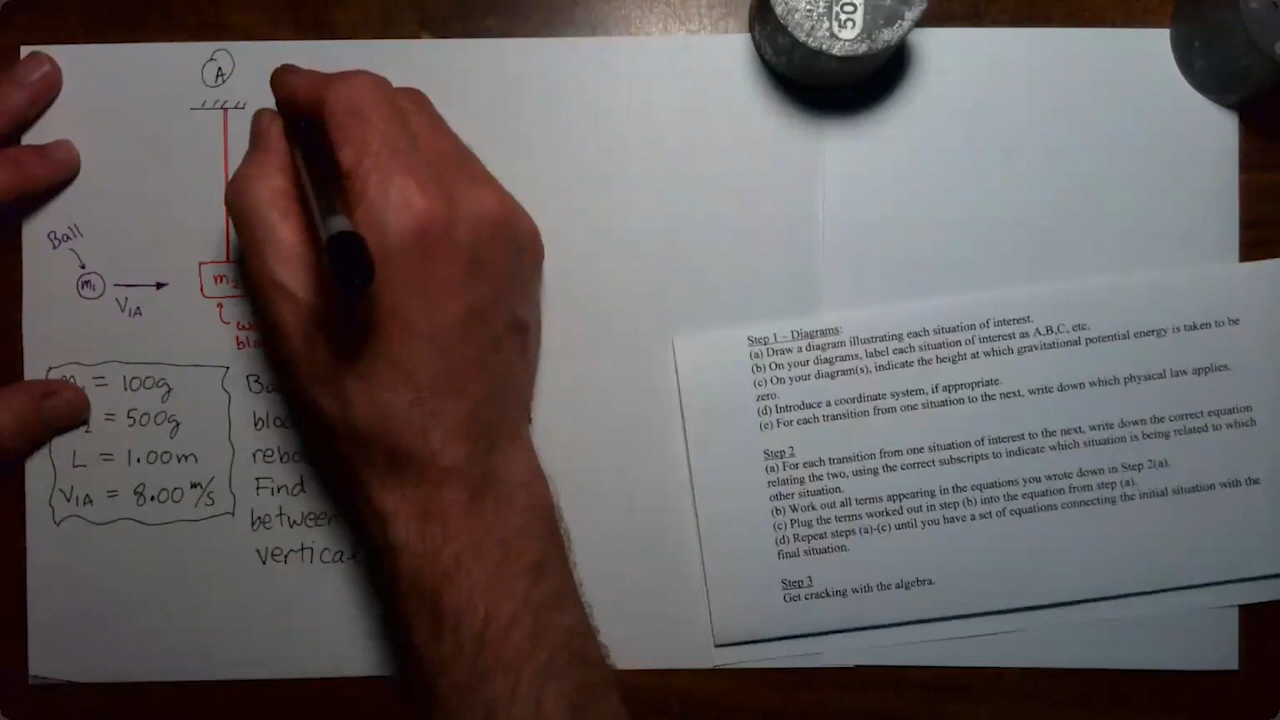 A
Ball
m₁
V₁A
m₂
= 100g
= 500g
L = 1.00m
V₁A = 8.00 m/s
Find
between
50
Step 1 – Diagrams:
(a) Draw a diagram illustrating each situation of interest.
(b) On your diagrams, label each situation of interest as A,B,C, etc.
(c) On your diagram(s), indicate the height at which gravitational potential energy is taken to be
zero.
(d) Introduce a coordinate system, if appropriate.
(e) For each transition from one situation to the next, write down which physical law applies.
Step 2
(a) For each transition from one situation of interest to the next, write down the correct equation
relating the two, using the correct subscripts to indicate which situation is being related to which
other situation.
(b) Work out all terms appearing in the equations you wrote down in Step 2(a).
(c) Plug the terms worked out in step (b) into the equation from step (a).
(d) Repeat steps (a)-(c) until you have a set of equations connecting the initial situation with the
final situation.
Step 3
Get cracking with the algebra.